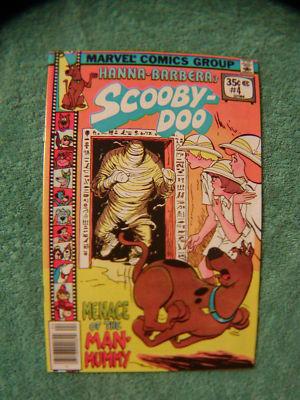 MARVEL COMICS GROUP
HANNA-BARBERA'S
35¢
#4
SCOOBY-
DOO
MENACE
OF THE
MAN-
MUMMY